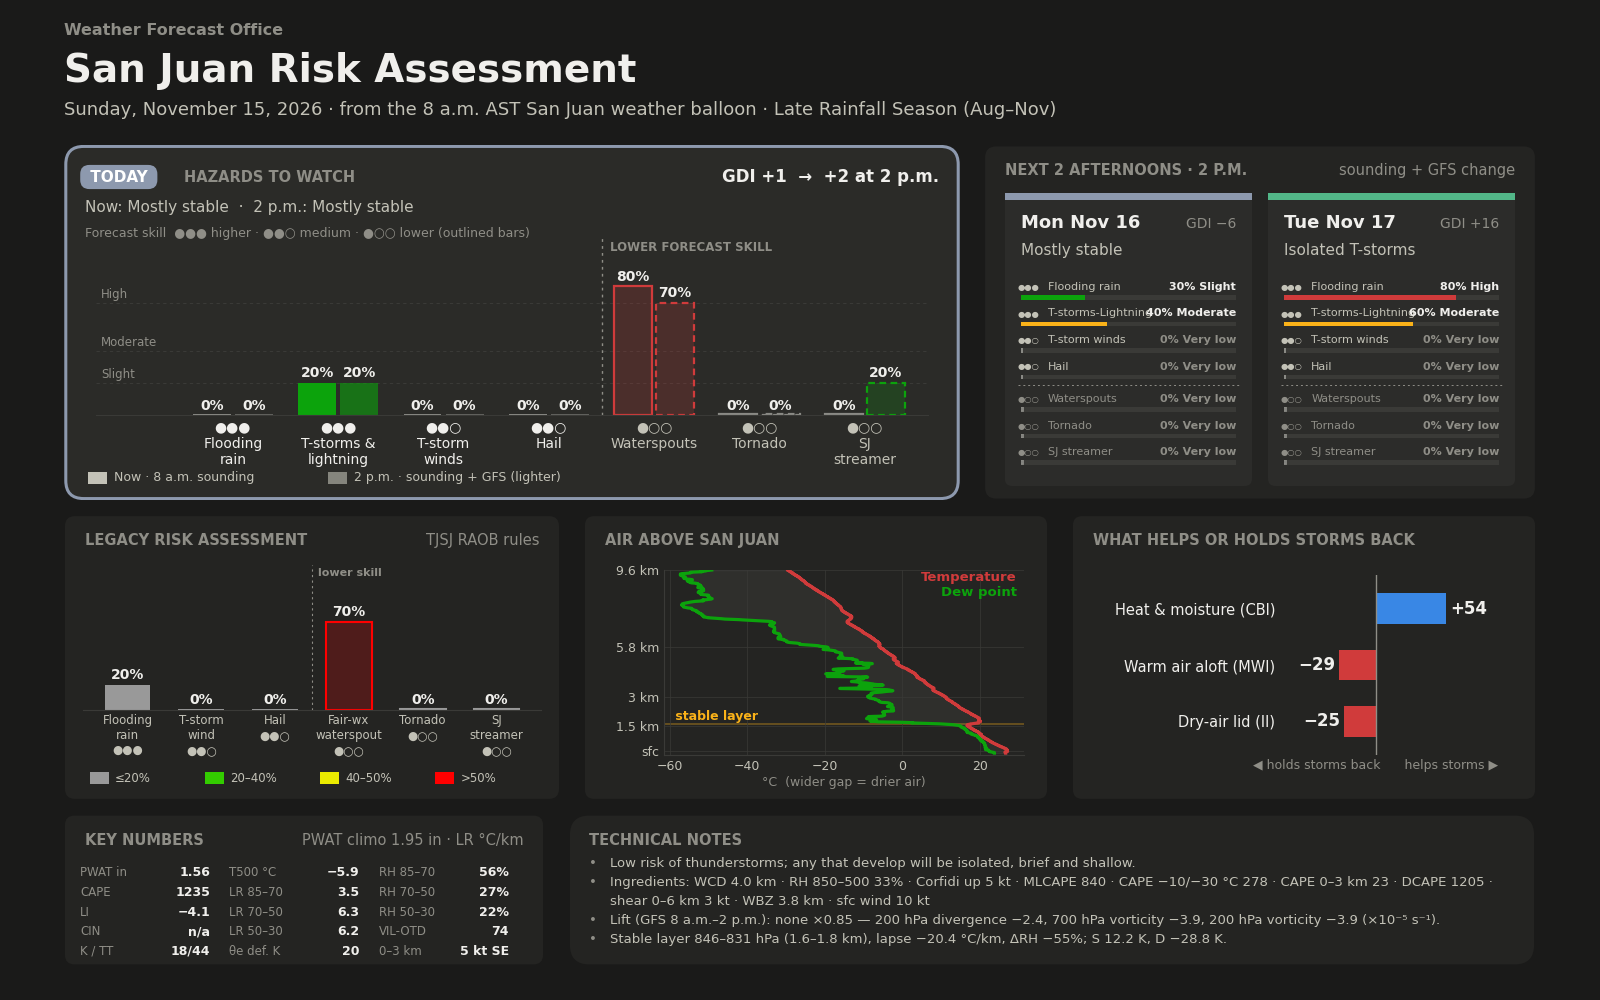 Weather Forecast Office
San Juan Risk Assessment
Sunday, November 15, 2026 · from the 8 a.m. AST San Juan weather balloon · Late Rainfall Season (Aug–Nov)
TODAY HAZARDS TO WATCH GDI +1 → +2 at 2 p.m.
Now: Mostly stable · 2 p.m.: Mostly stable
Forecast skill ●●● higher · ●●○ medium · ●○○ lower (outlined bars)
LOWER FORECAST SKILL
High
Moderate
Slight
0% 0% 20% 20% 0% 0% 0% 0% 80% 70% 0% 0% 0% 20%
●●● ●●● ●●○ ●●○ ●○○ ●○○ ●○○
Flooding rain
T-storms & lightning
T-storm winds
Hail
Waterspouts
Tornado
SJ streamer
Now · 8 a.m. sounding 2 p.m. · sounding + GFS (lighter)
NEXT 2 AFTERNOONS · 2 P.M. sounding + GFS change
Mon Nov 16 GDI −6
Mostly stable
●●● Flooding rain 30% Slight
●●● T-storms-Lightning 40% Moderate
●●○ T-storm winds 0% Very low
●●○ Hail 0% Very low
●○○ Waterspouts 0% Very low
●○○ Tornado 0% Very low
●○○ SJ streamer 0% Very low
Tue Nov 17 GDI +16
Isolated T-storms
●●● Flooding rain 80% High
●●● T-storms-Lightning 60% Moderate
●●○ T-storm winds 0% Very low
●●○ Hail 0% Very low
●○○ Waterspouts 0% Very low
●○○ Tornado 0% Very low
●○○ SJ streamer 0% Very low
LEGACY RISK ASSESSMENT TJSJ RAOB rules
lower skill
20% 0% 0% 70% 0% 0%
Flooding rain ●●●
T-storm wind ●●○
Hail ●●○
Fair-wx waterspout ●○○
Tornado ●○○
SJ streamer ●○○
≤20% 20–40% 40–50% >50%
AIR ABOVE SAN JUAN
Temperature
Dew point
9.6 km
5.8 km
3 km
stable layer
1.5 km
sfc
−60 −40 −20 0 20
°C (wider gap = drier air)
WHAT HELPS OR HOLDS STORMS BACK
Heat & moisture (CBI) +54
Warm air aloft (MWI) −29
Dry-air lid (II) −25
◀ holds storms back helps storms ▶
KEY NUMBERS PWAT climo 1.95 in · LR °C/km
PWAT in 1.56 T500 °C −5.9 RH 85–70 56%
CAPE 1235 LR 85–70 3.5 RH 70–50 27%
LI −4.1 LR 70–50 6.3 RH 50–30 22%
CIN n/a LR 50–30 6.2 VIL-OTD 74
K / TT 18/44 θe def. K 20 0–3 km 5 kt SE
TECHNICAL NOTES
• Low risk of thunderstorms; any that develop will be isolated, brief and shallow.
• Ingredients: WCD 4.0 km · RH 850–500 33% · Corfidi up 5 kt · MLCAPE 840 · CAPE −10/−30 °C 278 · CAPE 0–3 km 23 · DCAPE 1205 ·
shear 0–6 km 3 kt · WBZ 3.8 km · sfc wind 10 kt
• Lift (GFS 8 a.m.–2 p.m.): none ×0.85 — 200 hPa divergence −2.4, 700 hPa vorticity −3.9, 200 hPa vorticity −3.9 (×10⁻⁵ s⁻¹).
• Stable layer 846–831 hPa (1.6–1.8 km), lapse −20.4 °C/km, ΔRH −55%; S 12.2 K, D −28.8 K.